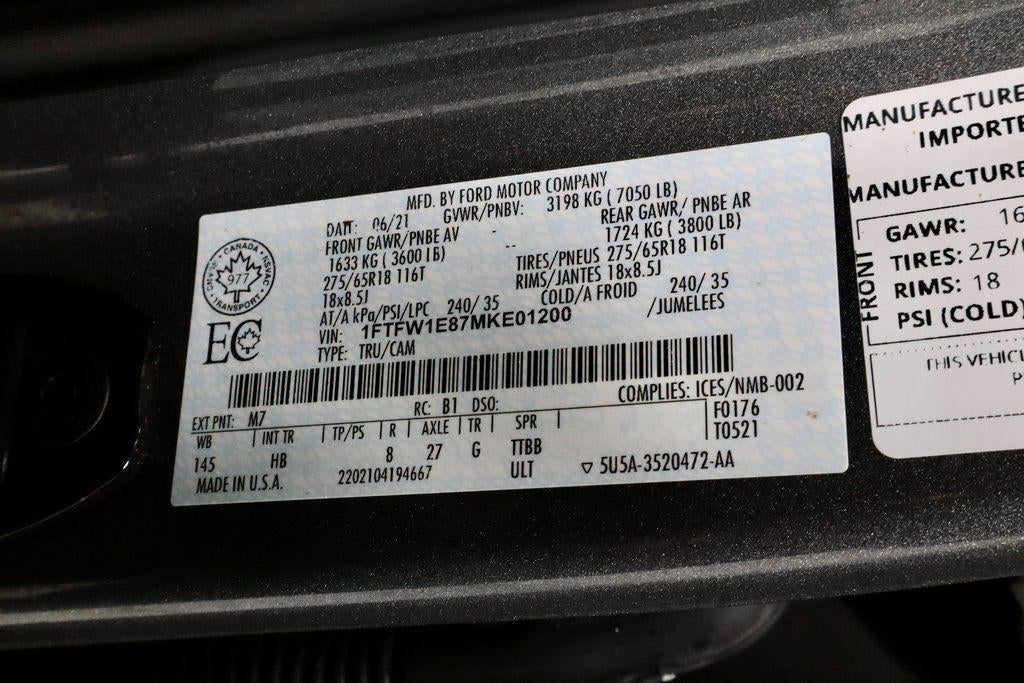 MFD. BY FORD MOTOR COMPANY
DATE: 06/21 GVWR/PNBV: 3198 KG ( 7050 LB)
FRONT GAWR/PNBE AV -- REAR GAWR/ PNBE AR
1633 KG ( 3600 LB) -- 1724 KG ( 3800 LB)
275/65R18 116T TIRES/PNEUS 275/65R18 116T
18x8.5J RIMS/JANTES 18x8.5J
AT/A kPa/PSI/LPC 240/ 35 COLD/A FROID 240/ 35
VIN: 1FTFW1E87MKE01200 /JUMELEES
TYPE: TRU/CAM
CANADA
TRANSPORT
977
EC
COMPLIES: ICES/NMB-002
EXT PNT: M7 RC: B1 DSO: F0176
WB INT TR TP/PS R AXLE TR SPR T0521
145 HB 8 27 G TTBB
MADE IN U.S.A. 2202104194667 ULT 5U5A-3520472-AA
MANUFACTURE
IMPORTE
MANUFACTURE
FRONT
GAWR: 16
TIRES: 275/
RIMS: 18
PSI (COLD)
THIS VEHIC
P